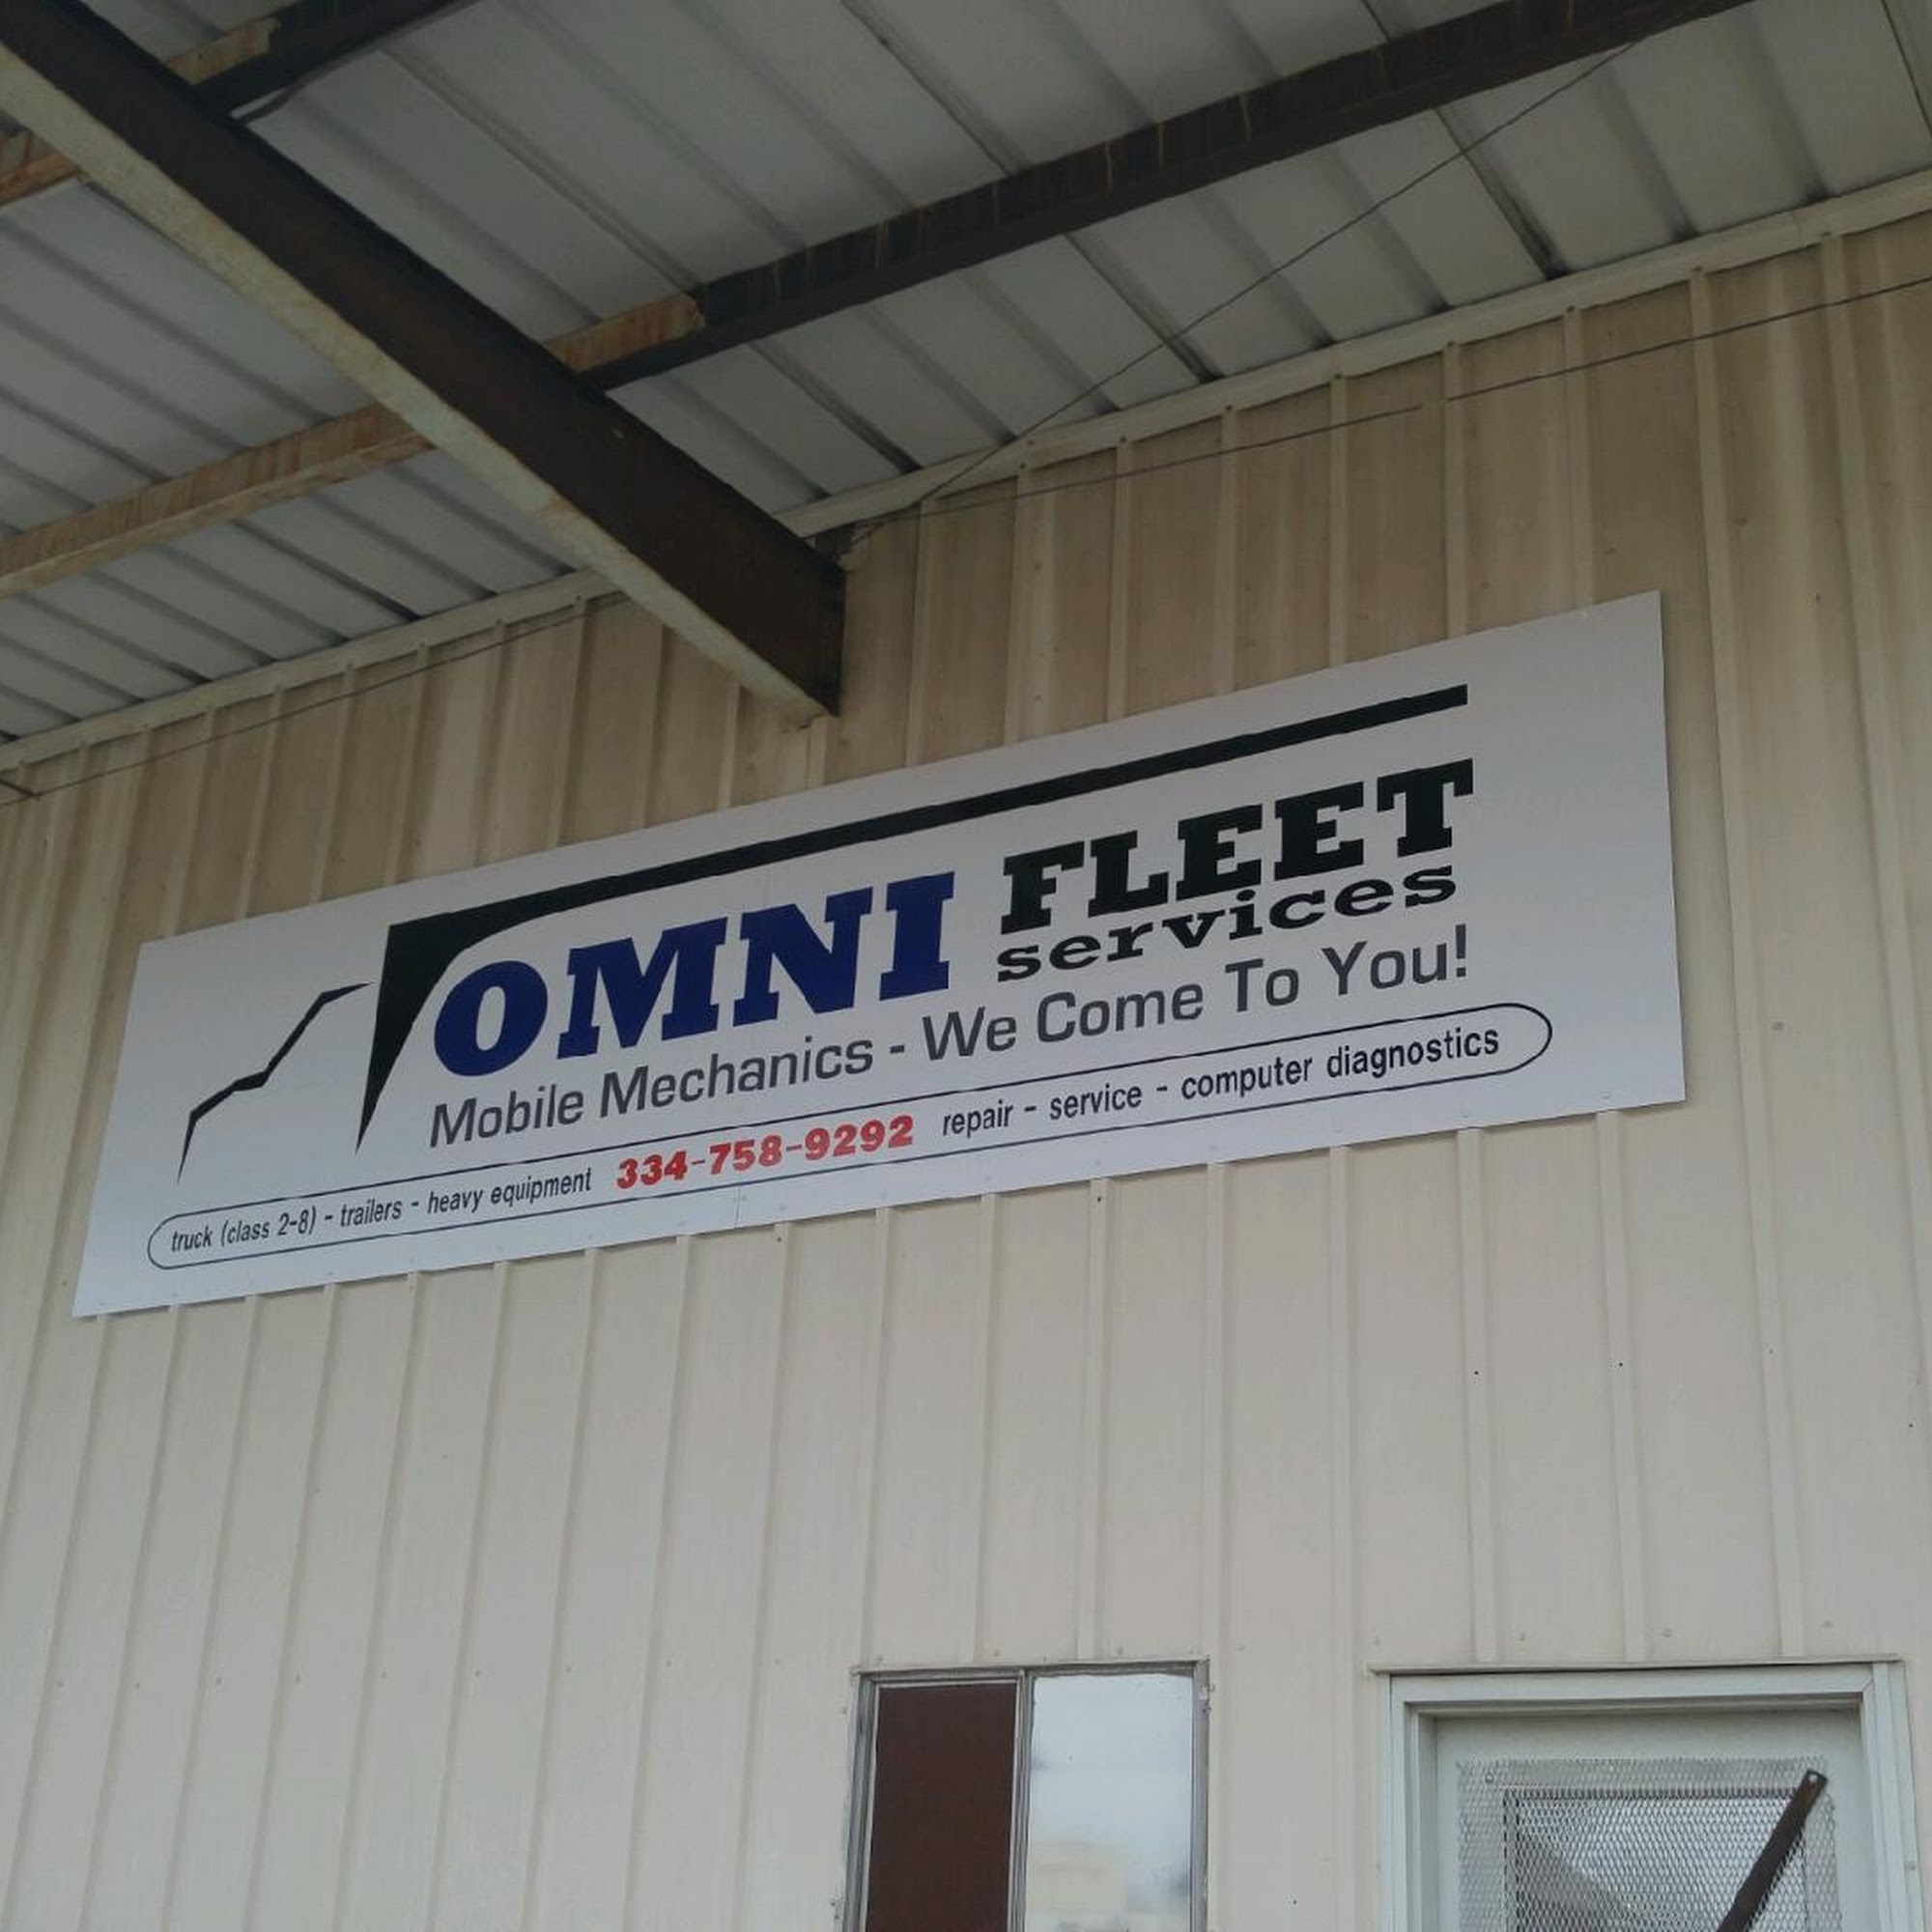 OMNI FLEET
services
Mobile Mechanics - We Come To You!
truck (class 2-8) - trailers - heavy equipment 334-758-9292 repair - service - computer diagnostics